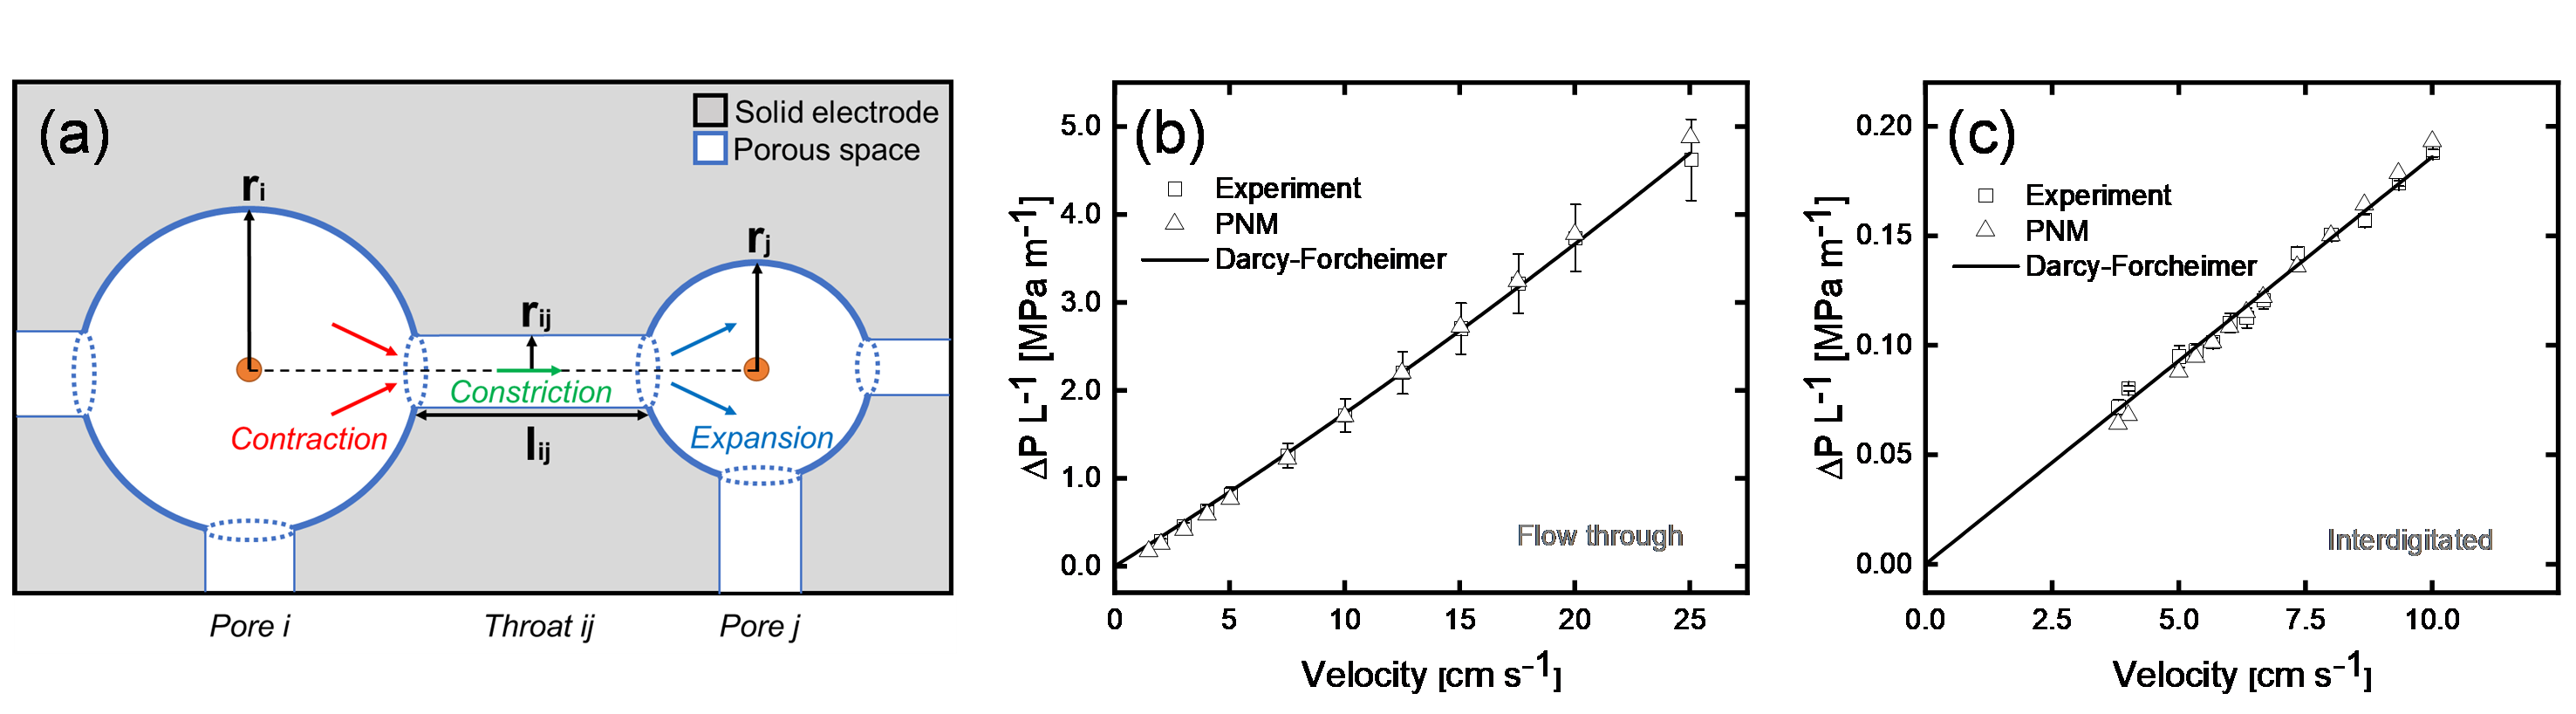 (a)
Solid electrode
Porous space
ri
rj
rij
Constriction
Contraction
Expansion
lij
Pore i
Throat ij
Pore j
(b)
Experiment
PNM
Darcy-Forcheimer
Flow through
ΔP L⁻¹ [MPa m⁻¹]
5.0
4.0
3.0
2.0
1.0
0.0
0 5 10 15 20 25
Velocity [cm s⁻¹]
(c)
Experiment
PNM
Darcy-Forcheimer
Interdigitated
ΔP L⁻¹ [MPa m⁻¹]
0.20
0.15
0.10
0.05
0.00
0.0 2.5 5.0 7.5 10.0
Velocity [cm s⁻¹]